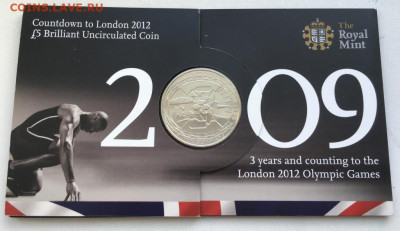 COINS.LAVE.RU
Countdown to London 2012
£5 Brilliant Uncirculated Coin
The
Royal
Mint
2009
3 years and counting to the
London 2012 Olympic Games